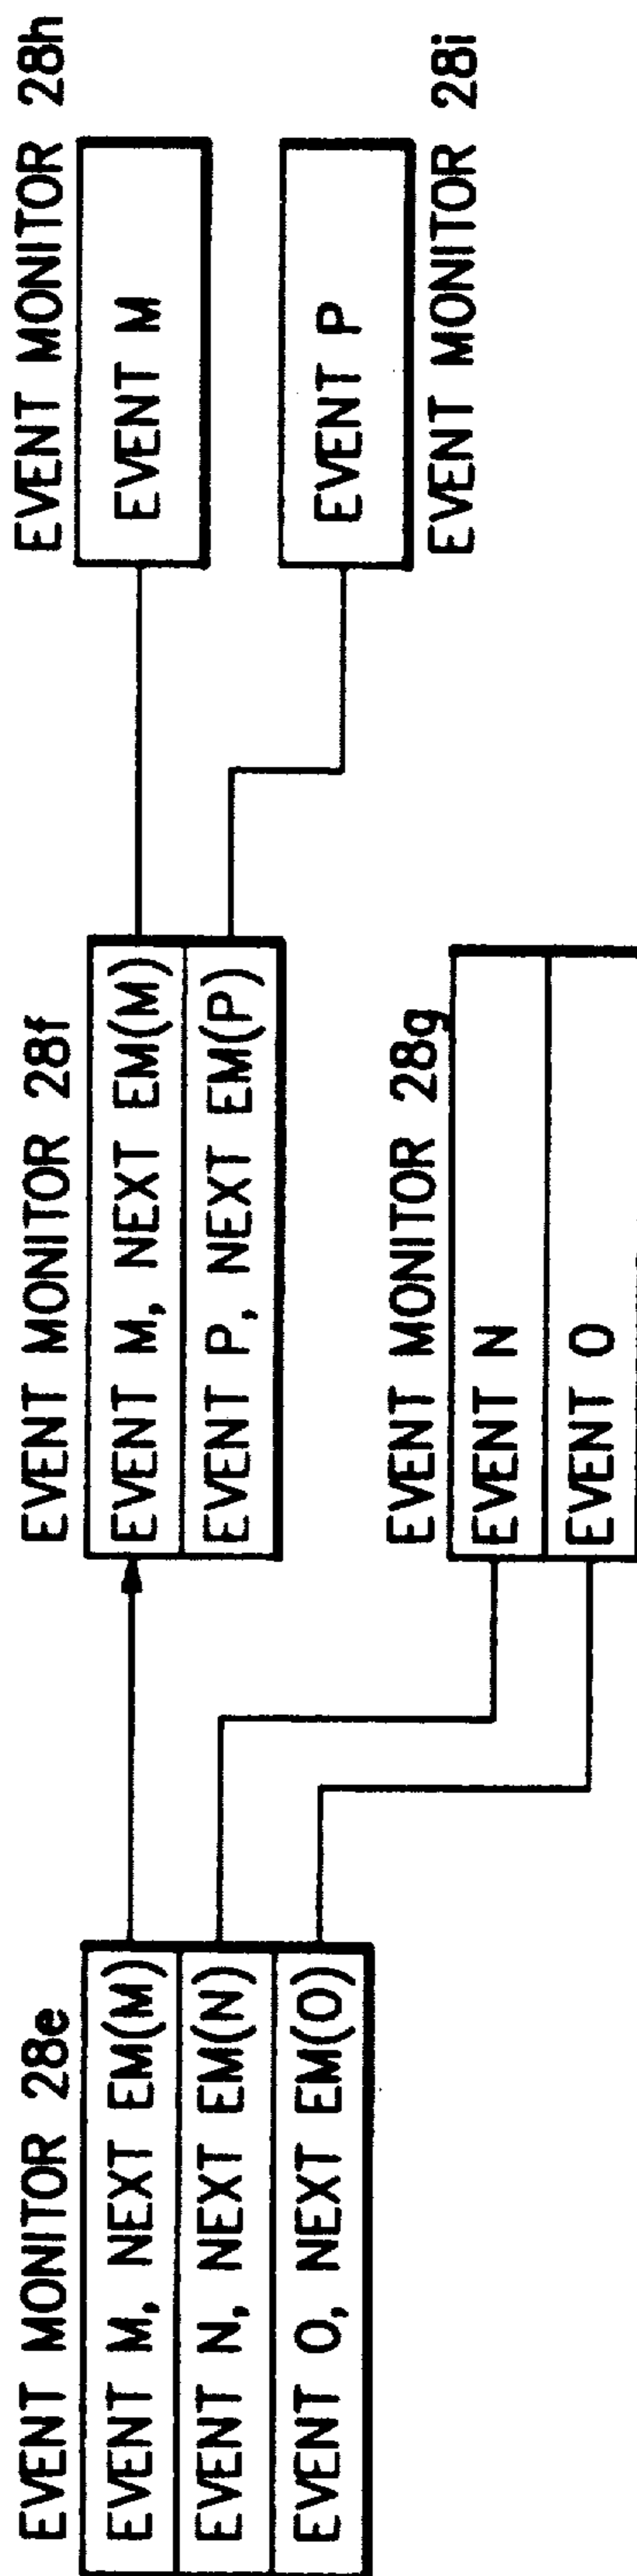 EVENT MONITOR 28e
EVENT M, NEXT EM(M)
EVENT N, NEXT EM(N)
EVENT O, NEXT EM(O)
EVENT MONITOR 28f
EVENT M, NEXT EM(M)
EVENT P, NEXT EM(P)
EVENT MONITOR 28g
EVENT N
EVENT O
EVENT MONITOR 28h
EVENT M
EVENT P
EVENT MONITOR 28i